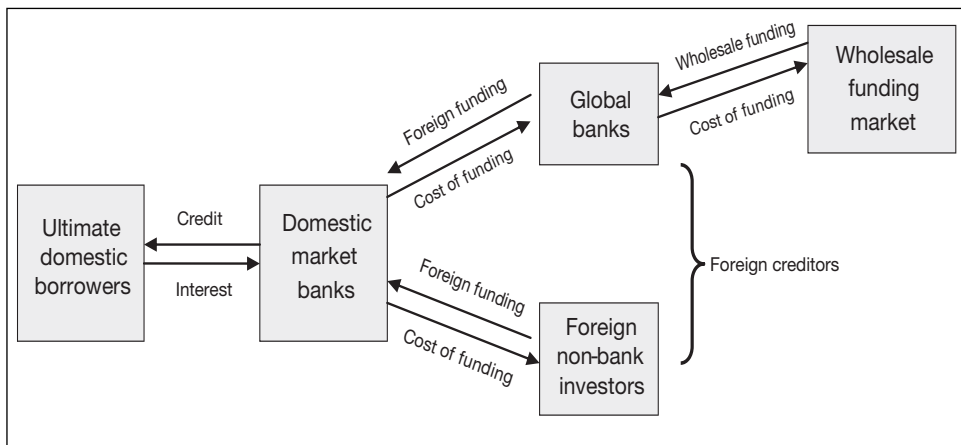 Ultimate
domestic
borrowers
Credit
Interest
Domestic
market
banks
Foreign funding
Cost of funding
Foreign funding
Cost of funding
Global
banks
Foreign
non-bank
investors
Wholesale funding
Cost of funding
Wholesale
funding
market
Foreign creditors